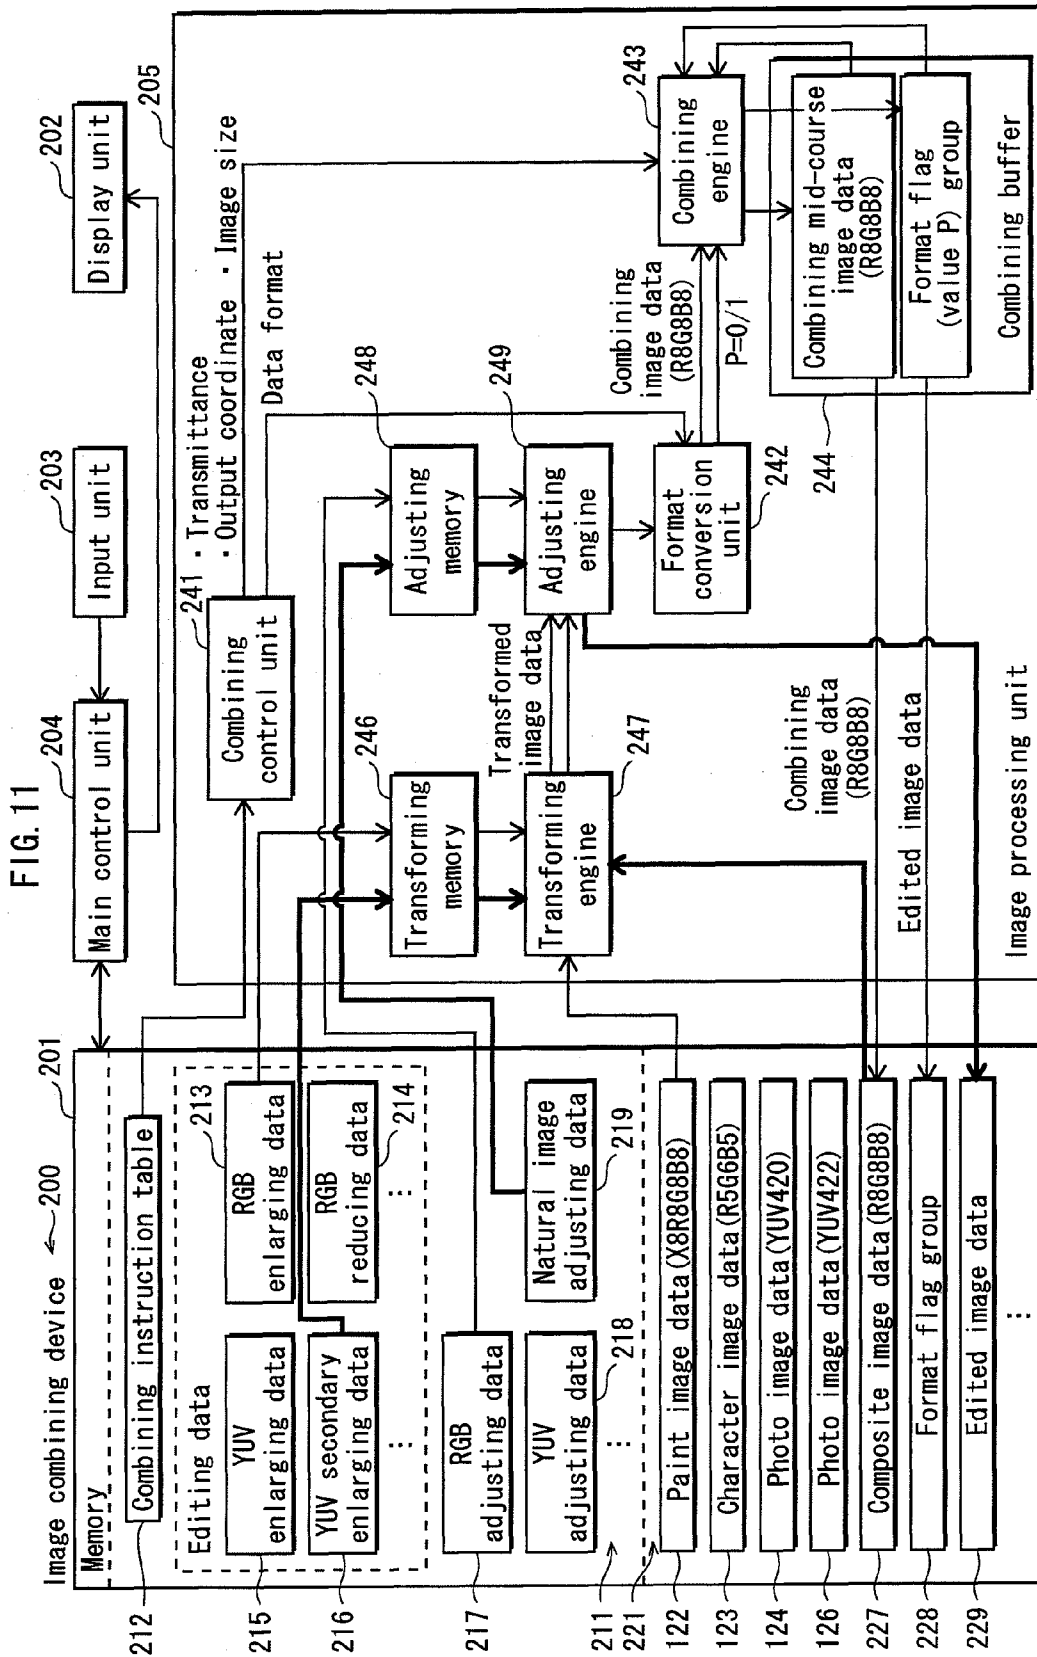 FIG. 11
Image combining device
200
201
Memory
212
Combining instruction table
Editing data
215
YUV
enlarging data
213
RGB
enlarging data
216
YUV secondary
enlarging data
214
RGB
reducing data
⋮
⋮
217
RGB
adjusting data
218
YUV
adjusting data
219
Natural image
adjusting data
⋮
211
221
122
Paint image data(X8R8G8B8)
123
Character image data(R5G6B5)
124
Photo image data(YUV420)
126
Photo image data(YUV422)
227
Composite image data(R8G8B8)
228
Format flag group
229
Edited image data
⋮
204
Main control unit
203
Input unit
202
Display unit
205
241
Combining
control unit
・Transmittance
・Output coordinate ・Image size
Data format
246
Transforming
memory
248
Adjusting
memory
247
Transforming
engine
Transformed
image data
249
Adjusting
engine
242
Format
conversion
unit
Combining
image data
(R8G8B8)
P=0/1
243
Combining
engine
244
Combining mid-course
image data
(R8G8B8)
Format flag
(value P) group
Combining buffer
Combining
image data
(R8G8B8)
Edited image data
Image processing unit